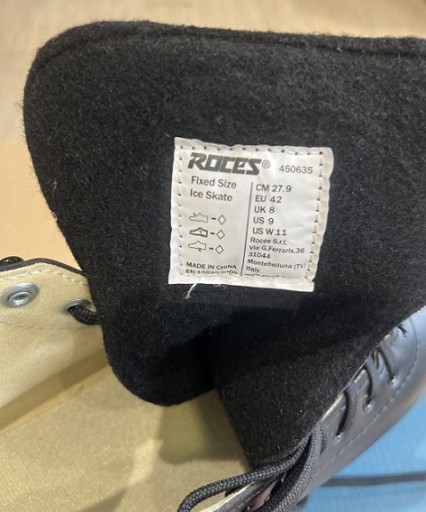 ROCES® 450635
Fixed Size
Ice Skate
CM 27.9
EU 42
UK 8
US 9
US W 11
Roces S.r.l.
via G.Ferraris,36
31044
Montebelluna (TV)
Italy
MADE IN CHINA
EN